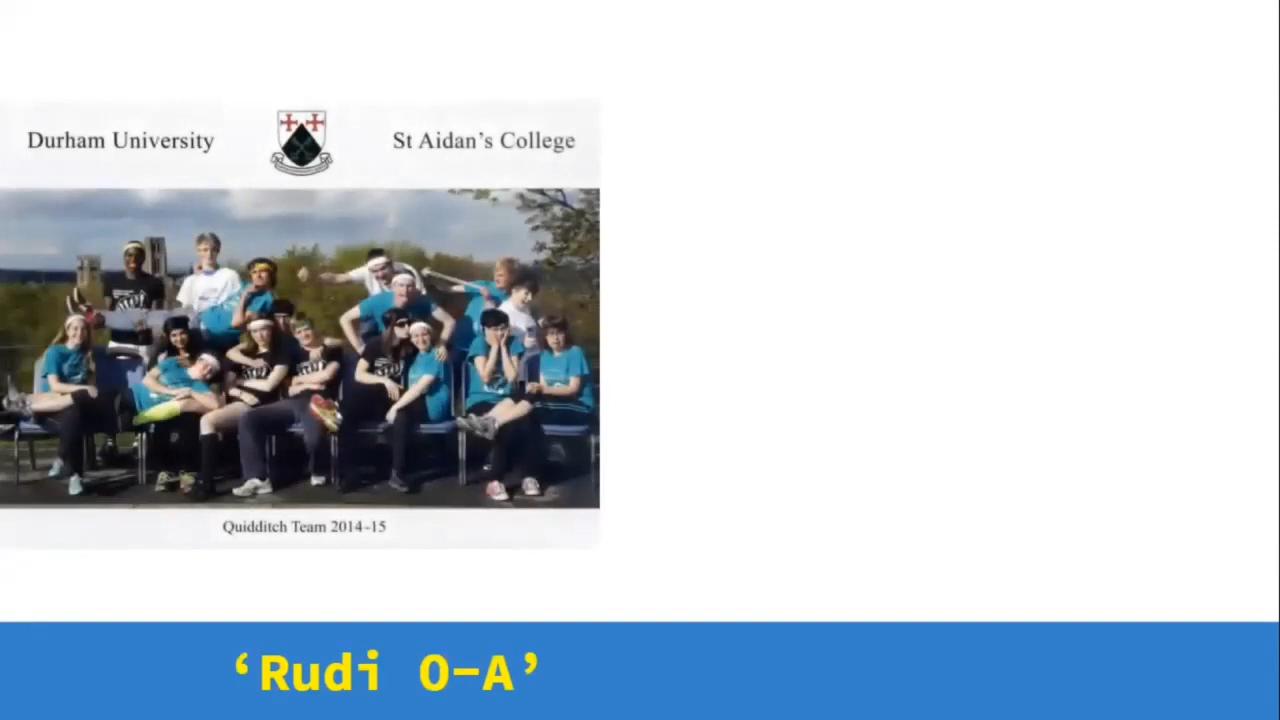 Durham University
St Aidan's College
Quidditch Team 2014-15
‘Rudi O-A’